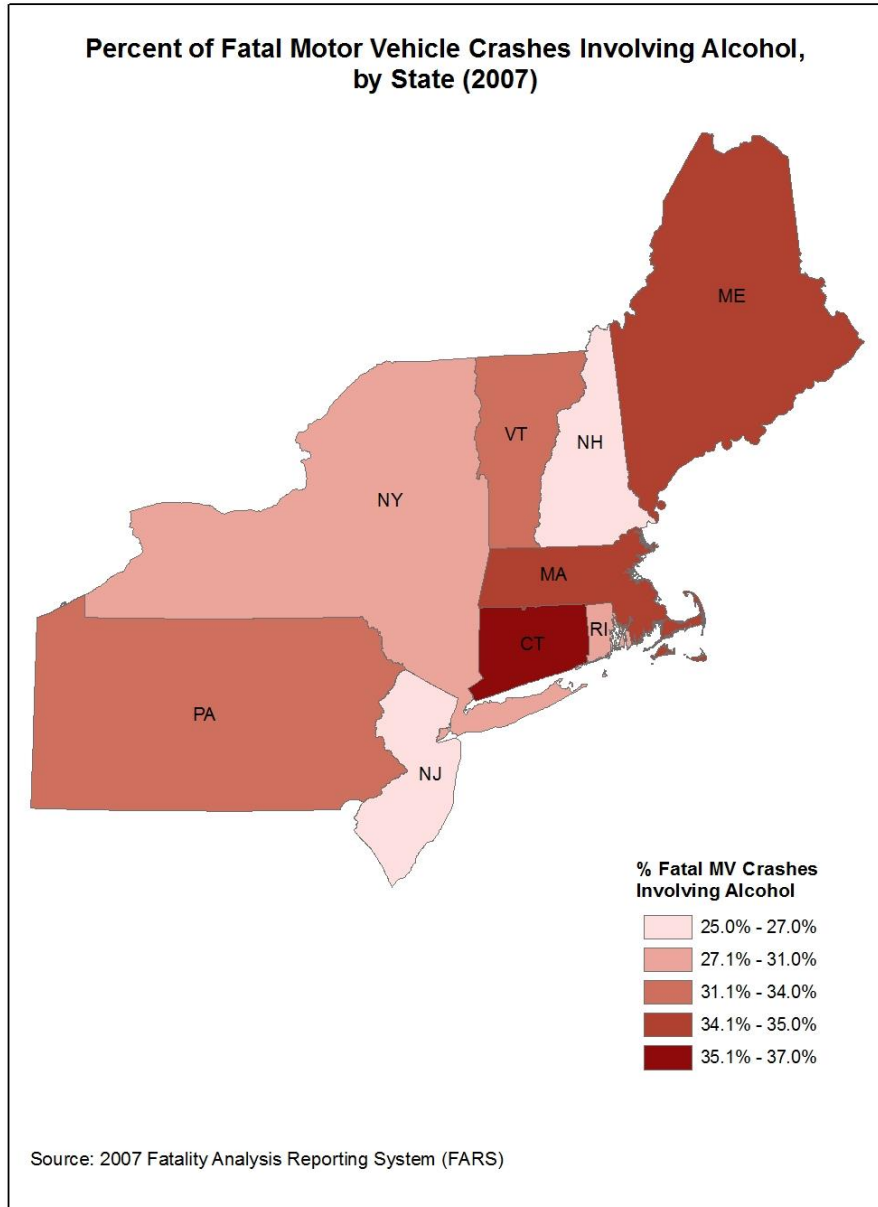 Percent of Fatal Motor Vehicle Crashes Involving Alcohol,
by State (2007)
ME
VT
NH
NY
MA
CT
RI
PA
NJ
% Fatal MV Crashes
Involving Alcohol
25.0% - 27.0%
27.1% - 31.0%
31.1% - 34.0%
34.1% - 35.0%
35.1% - 37.0%
Source: 2007 Fatality Analysis Reporting System (FARS)